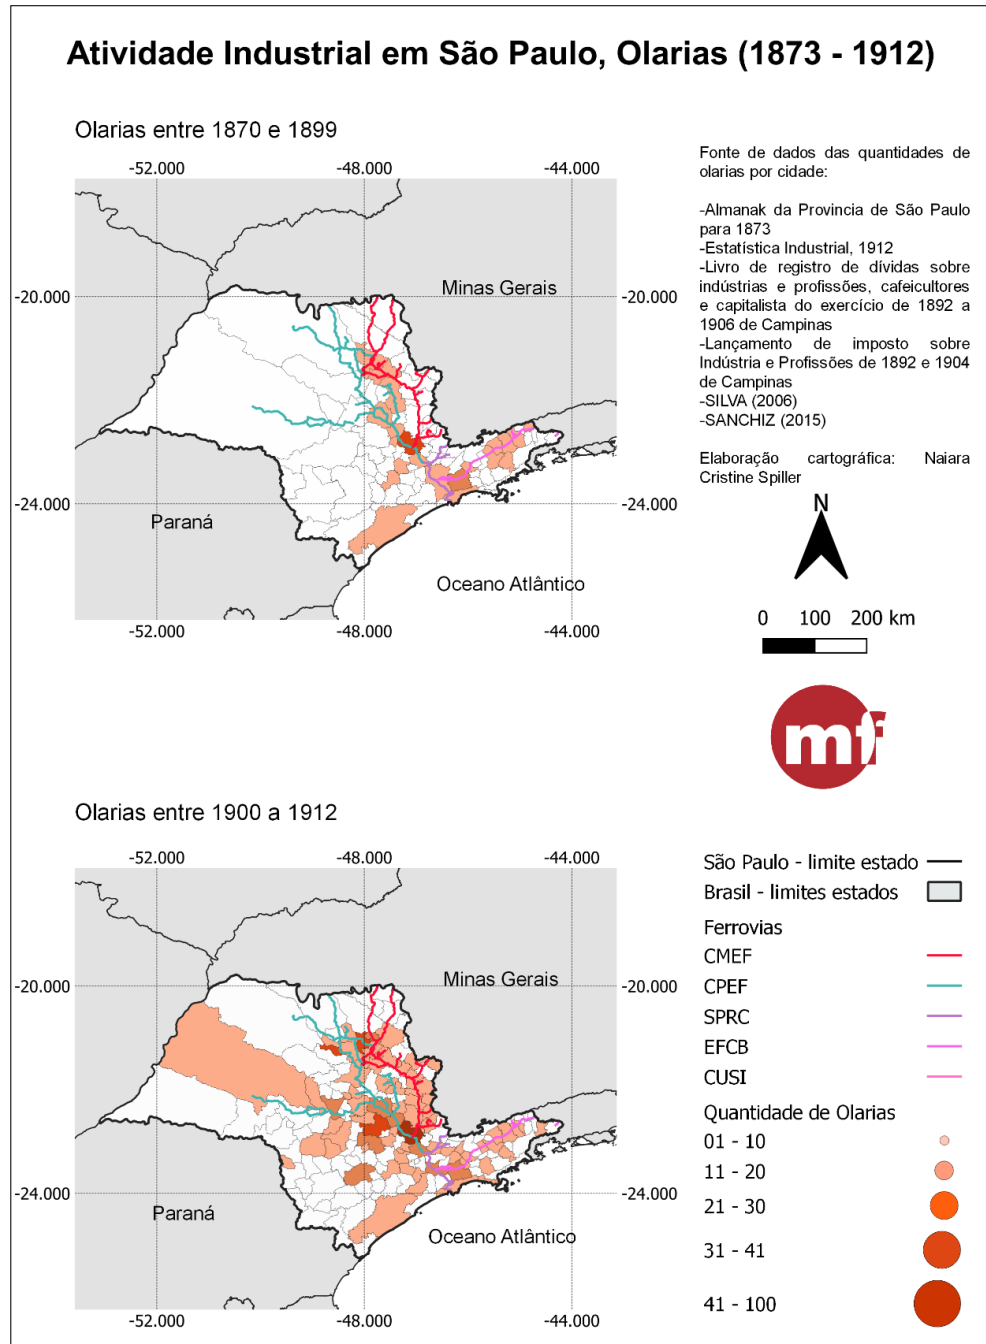 Atividade Industrial em São Paulo, Olarias (1873 - 1912)
Olarias entre 1870 e 1899
-52.000 -48.000 -44.000
-20.000 -20.000
-24.000 -24.000
Minas Gerais
Paraná
Oceano Atlântico
-52.000 -48.000 -44.000
Fonte de dados das quantidades de
olarias por cidade:
-Almanak da Provincia de São Paulo
para 1873
-Estatística Industrial, 1912
-Livro de registro de dívidas sobre
indústrias e profissões, cafeicultores
e capitalista do exercício de 1892 a
1906 de Campinas
-Lançamento de imposto sobre
Indústria e Profissões de 1892 e 1904
de Campinas
-SILVA (2006)
-SANCHIZ (2015)
Elaboração cartográfica: Naiara
Cristine Spiller
N
0 100 200 km
mf
Olarias entre 1900 a 1912
-52.000 -48.000 -44.000
-20.000 -20.000
-24.000 -24.000
Minas Gerais
Paraná
Oceano Atlântico
-52.000 -48.000 -44.000
São Paulo - limite estado
Brasil - limites estados
Ferrovias
CMEF
CPEF
SPRC
EFCB
CUSI
Quantidade de Olarias
01 - 10
11 - 20
21 - 30
31 - 41
41 - 100